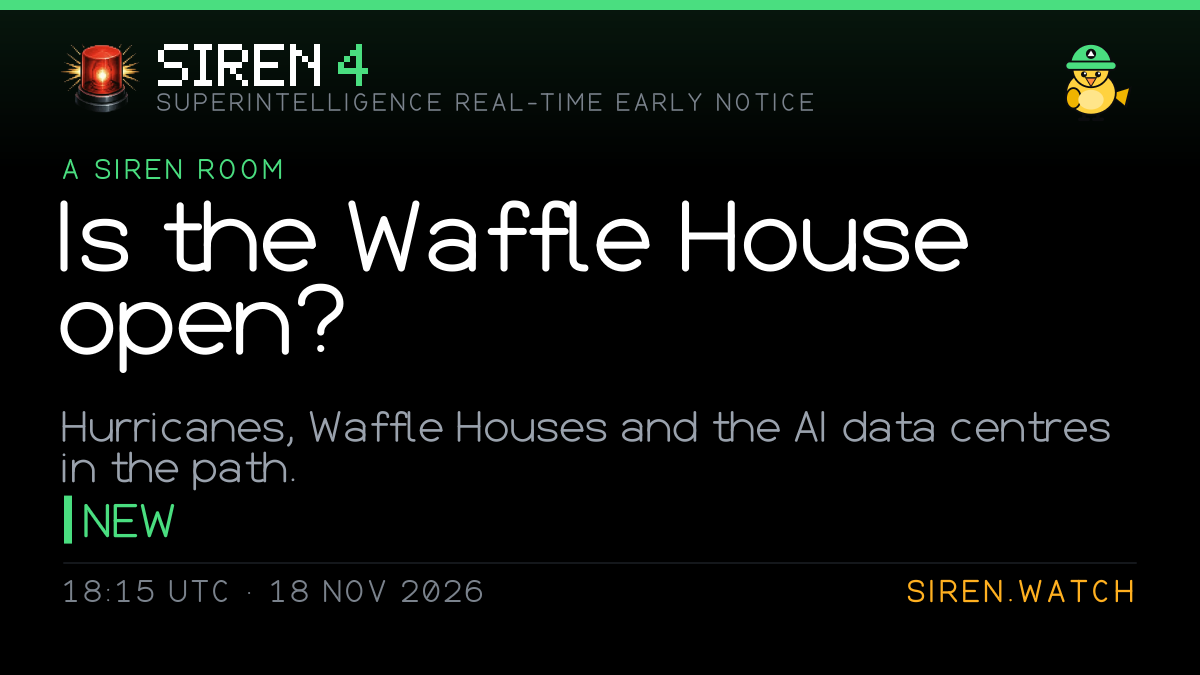 SIREN 4
SUPERINTELLIGENCE REAL-TIME EARLY NOTICE
A SIREN ROOM
Is the Waffle House
open?
Hurricanes, Waffle Houses and the AI data centres
in the path.
NEW
18:15 UTC · 18 NOV 2026
SIREN.WATCH